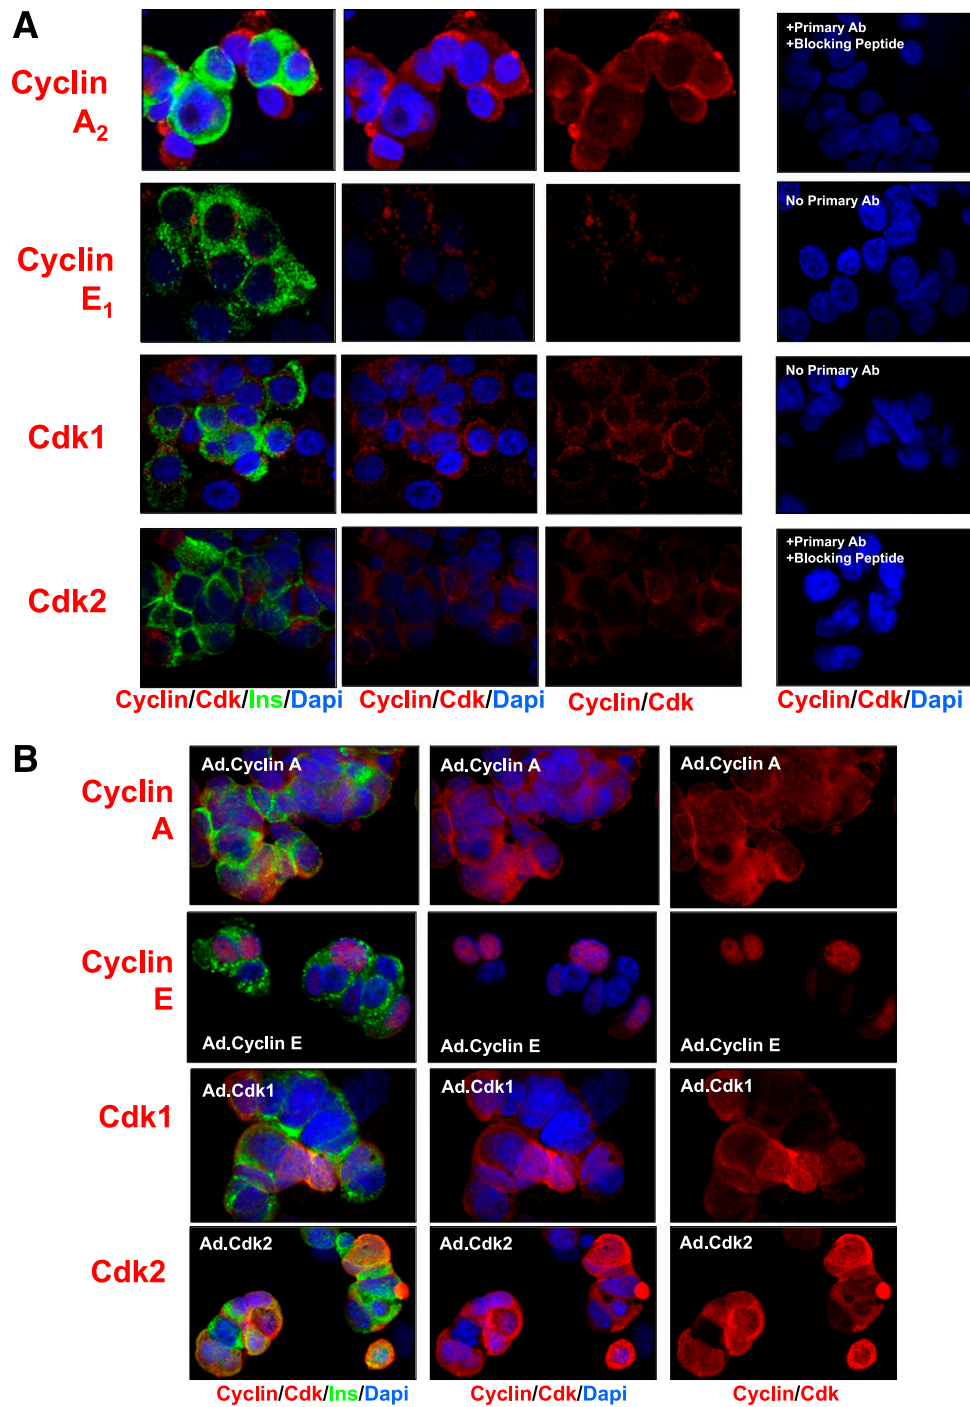 A
Cyclin
A2
+Primary Ab
+Blocking Peptide
Cyclin
E1
No Primary Ab
Cdk1
No Primary Ab
Cdk2
+Primary Ab
+Blocking Peptide
Cyclin/Cdk/Ins/Dapi
Cyclin/Cdk/Dapi
Cyclin/Cdk
Cyclin/Cdk/Dapi
B
Cyclin
A
Ad.Cyclin A
Ad.Cyclin A
Ad.Cyclin A
Cyclin
E
Ad.Cyclin E
Ad.Cyclin E
Ad.Cyclin E
Cdk1
Ad.Cdk1
Ad.Cdk1
Ad.Cdk1
Cdk2
Ad.Cdk2
Ad.Cdk2
Ad.Cdk2
Cyclin/Cdk/Ins/Dapi
Cyclin/Cdk/Dapi
Cyclin/Cdk